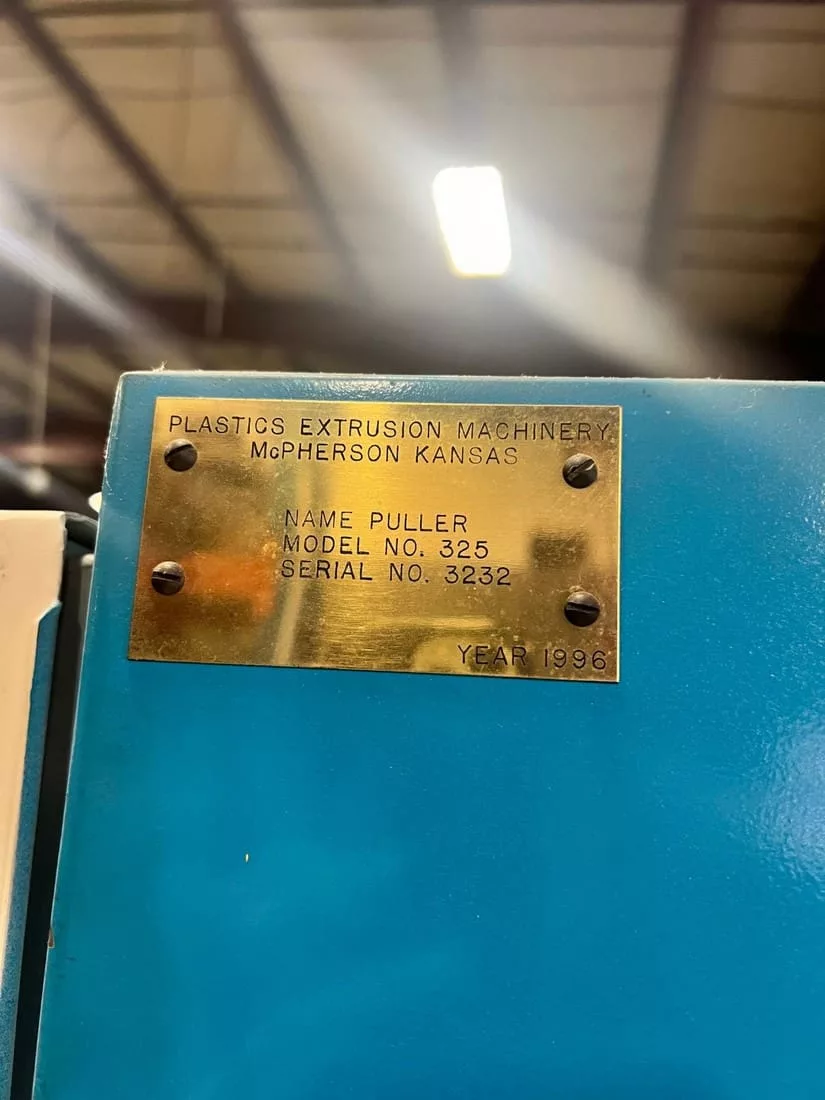 PLASTICS EXTRUSION MACHINERY
McPHERSON KANSAS
NAME PULLER
MODEL NO. 325
SERIAL NO. 3232
YEAR 1996